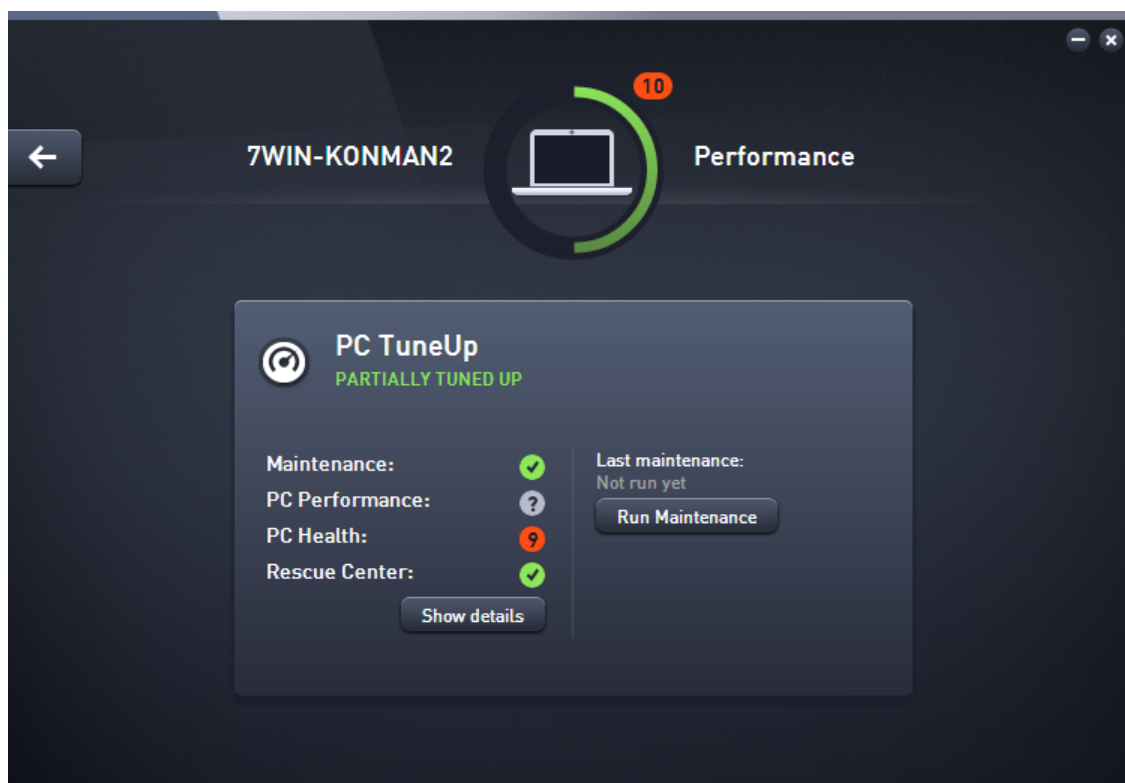 10
7WIN-KONMAN2
Performance
PC TuneUp
PARTIALLY TUNED UP
Maintenance:
PC Performance: ?
PC Health: 9
Rescue Center:
Show details
Last maintenance:
Not run yet
Run Maintenance